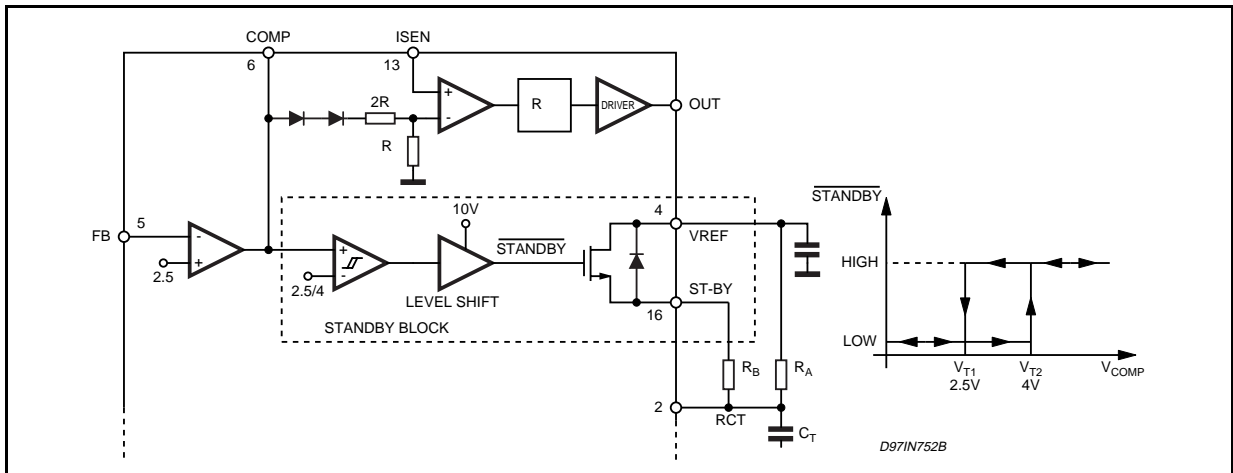 COMP
ISEN
6
13
2R
+
-
R
DRIVER
OUT
R
10V
4
VREF
STANDBY
FB
5
-
+
2.5
+
-
2.5/4
LEVEL SHIFT
STANDBY BLOCK
ST-BY
16
RB
RA
2
RCT
CT
STANDBY
HIGH
LOW
VT1
2.5V
VT2
4V
VCOMP
D97IN752B